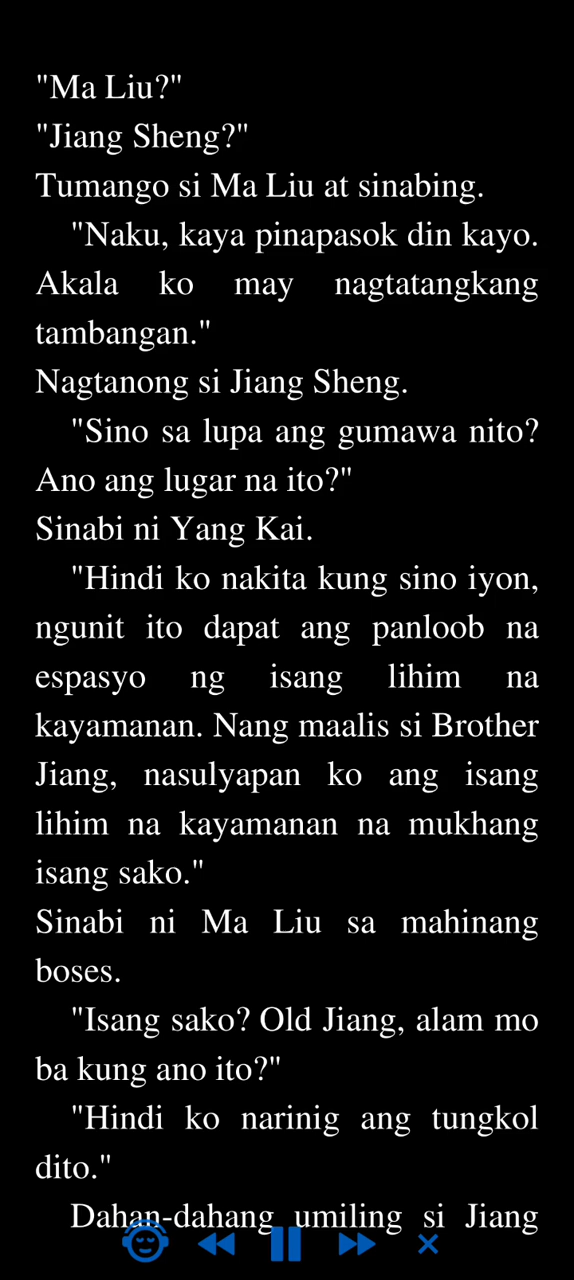 "Ma Liu?"
"Jiang Sheng?"
Tumango si Ma Liu at sinabing.
"Naku, kaya pinapasok din kayo.
Akala ko may nagtatangkang
tambangan."
Nagtanong si Jiang Sheng.
"Sino sa lupa ang gumawa nito?
Ano ang lugar na ito?"
Sinabi ni Yang Kai.
"Hindi ko nakita kung sino iyon,
ngunit ito dapat ang panloob na
espasyo ng isang lihim na
kayamanan. Nang maalis si Brother
Jiang, nasulyapan ko ang isang
lihim na kayamanan na mukhang
isang sako."
Sinabi ni Ma Liu sa mahinang
boses.
"Isang sako? Old Jiang, alam mo
ba kung ano ito?"
"Hindi ko narinig ang tungkol
dito."
Dahan-dahang umiling si Jiang